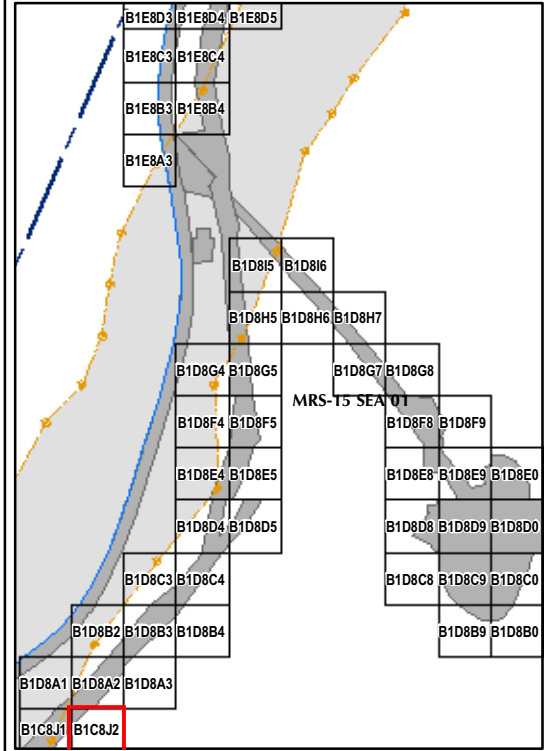 B1E8D3 B1E8D4 B1E8D5
B1E8C3 B1E8C4
B1E8B3 B1E8B4
B1E8A3
B1D8I5 B1D8I6
B1D8H5 B1D8H6 B1D8H7
B1D8G4 B1D8G5 B1D8G7 B1D8G8
MRS-15 SEA 01
B1D8F4 B1D8F5 B1D8F8 B1D8F9
B1D8E4 B1D8E5 B1D8E8 B1D8E9 B1D8E0
B1D8D4 B1D8D5 B1D8D8 B1D8D9 B1D8D0
B1D8C3 B1D8C4 B1D8C8 B1D8C9 B1D8C0
B1D8B2 B1D8B3 B1D8B4 B1D8B9 B1D8B0
B1D8A1 B1D8A2 B1D8A3
B1C8J1 B1C8J2